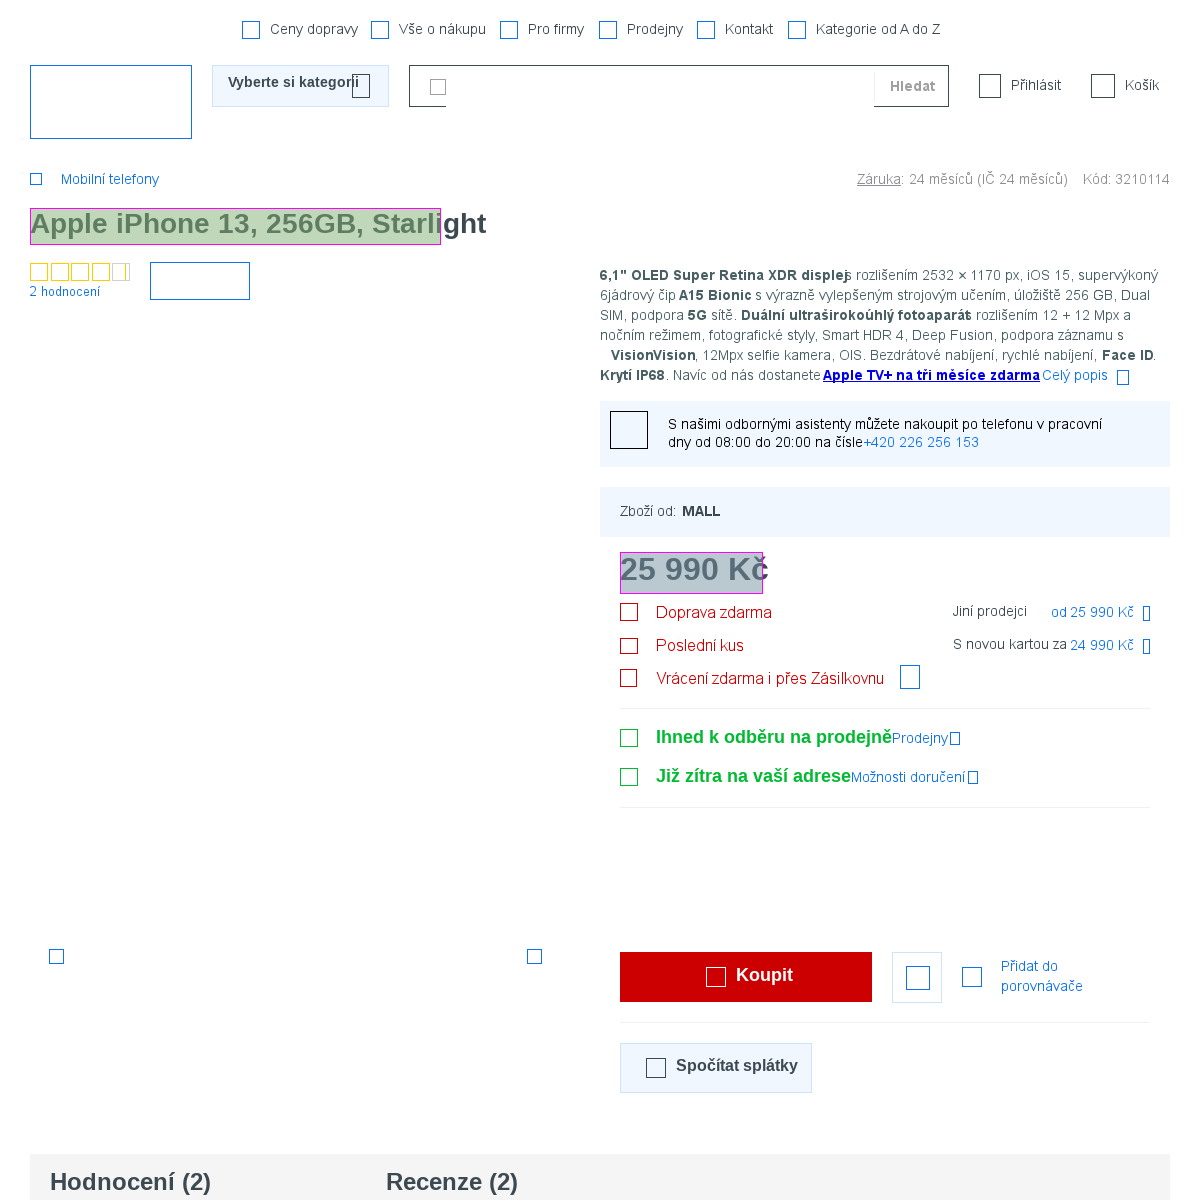 Ceny dopravy Vše o nákupu Pro firmy Prodejny Kontakt Kategorie od A do Z
Vyberte si kategorii Hledat Přihlásit Košík
Mobilní telefony Záruka: 24 měsíců (IČ 24 měsíců) Kód: 3210114
Apple iPhone 13, 256GB, Starlight
2 hodnocení
6,1" OLED Super Retina XDR displej s rozlišením 2532 × 1170 px, iOS 15, supervýkoný
6jádrový čip A15 Bionic s výrazně vylepšeným strojovým učením, úložiště 256 GB, Dual
SIM, podpora 5G sítě. Duální ultraširokoúhlý fotoaparát s rozlišením 12 + 12 Mpx a
nočním režimem, fotografické styly, Smart HDR 4, Deep Fusion, podpora záznamu s
VisionVision, 12Mpx selfie kamera, OIS. Bezdrátové nabíjení, rychlé nabíjení, Face ID.
Krytí IP68. Navíc od nás dostanete Apple TV+ na tři měsíce zdarma Celý popis
S našimi odbornými asistenty můžete nakoupit po telefonu v pracovní
dny od 08:00 do 20:00 na čísle +420 226 256 153
Zboží od: MALL
25 990 Kč
Doprava zdarma Jiní prodejci od 25 990 Kč
Poslední kus S novou kartou za 24 990 Kč
Vrácení zdarma i přes Zásilkovnu
Ihned k odběru na prodejně Prodejny
Již zítra na vaší adrese Možnosti doručení
Koupit
Přidat do
porovnávače
Spočítat splátky
Hodnocení (2) Recenze (2)